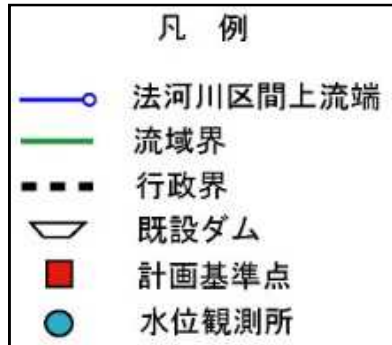 凡 例
法河川区間上流端
流域界
行政界
既設ダム
計画基準点
水位観測所